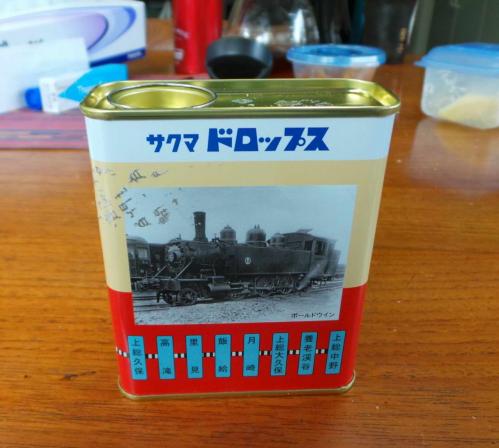 サクマ ドロップス
ボールドウイン
上総久保
高滝
里見
飯給
月崎
上総大久保
養老渓谷
上総中野